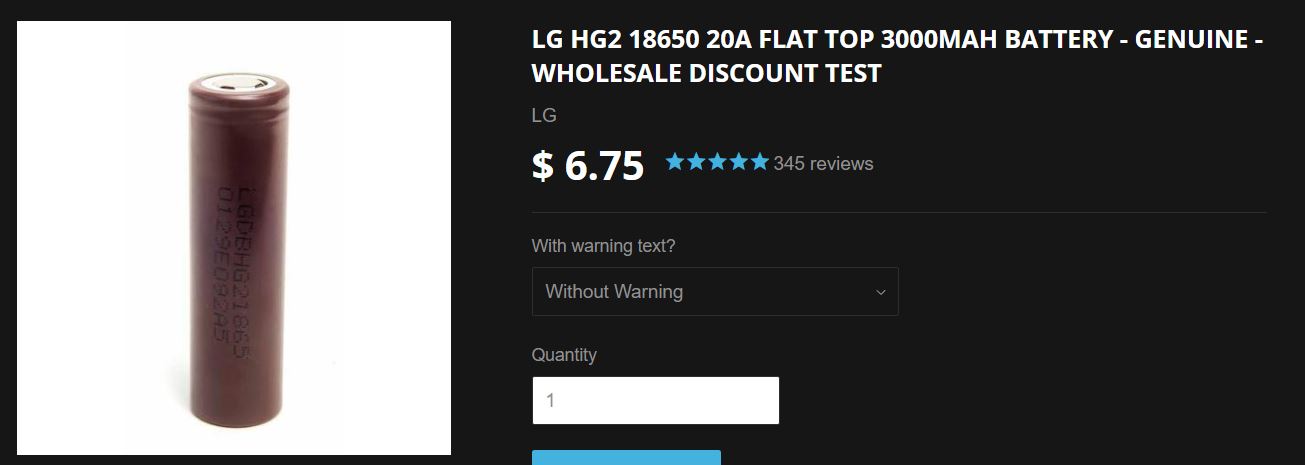 LG HG2 18650 20A FLAT TOP 3000MAH BATTERY - GENUINE -
WHOLESALE DISCOUNT TEST
LG
$ 6.75
345 reviews
With warning text?
Without Warning
Quantity
1
LGDBHG21865
0129E092A5